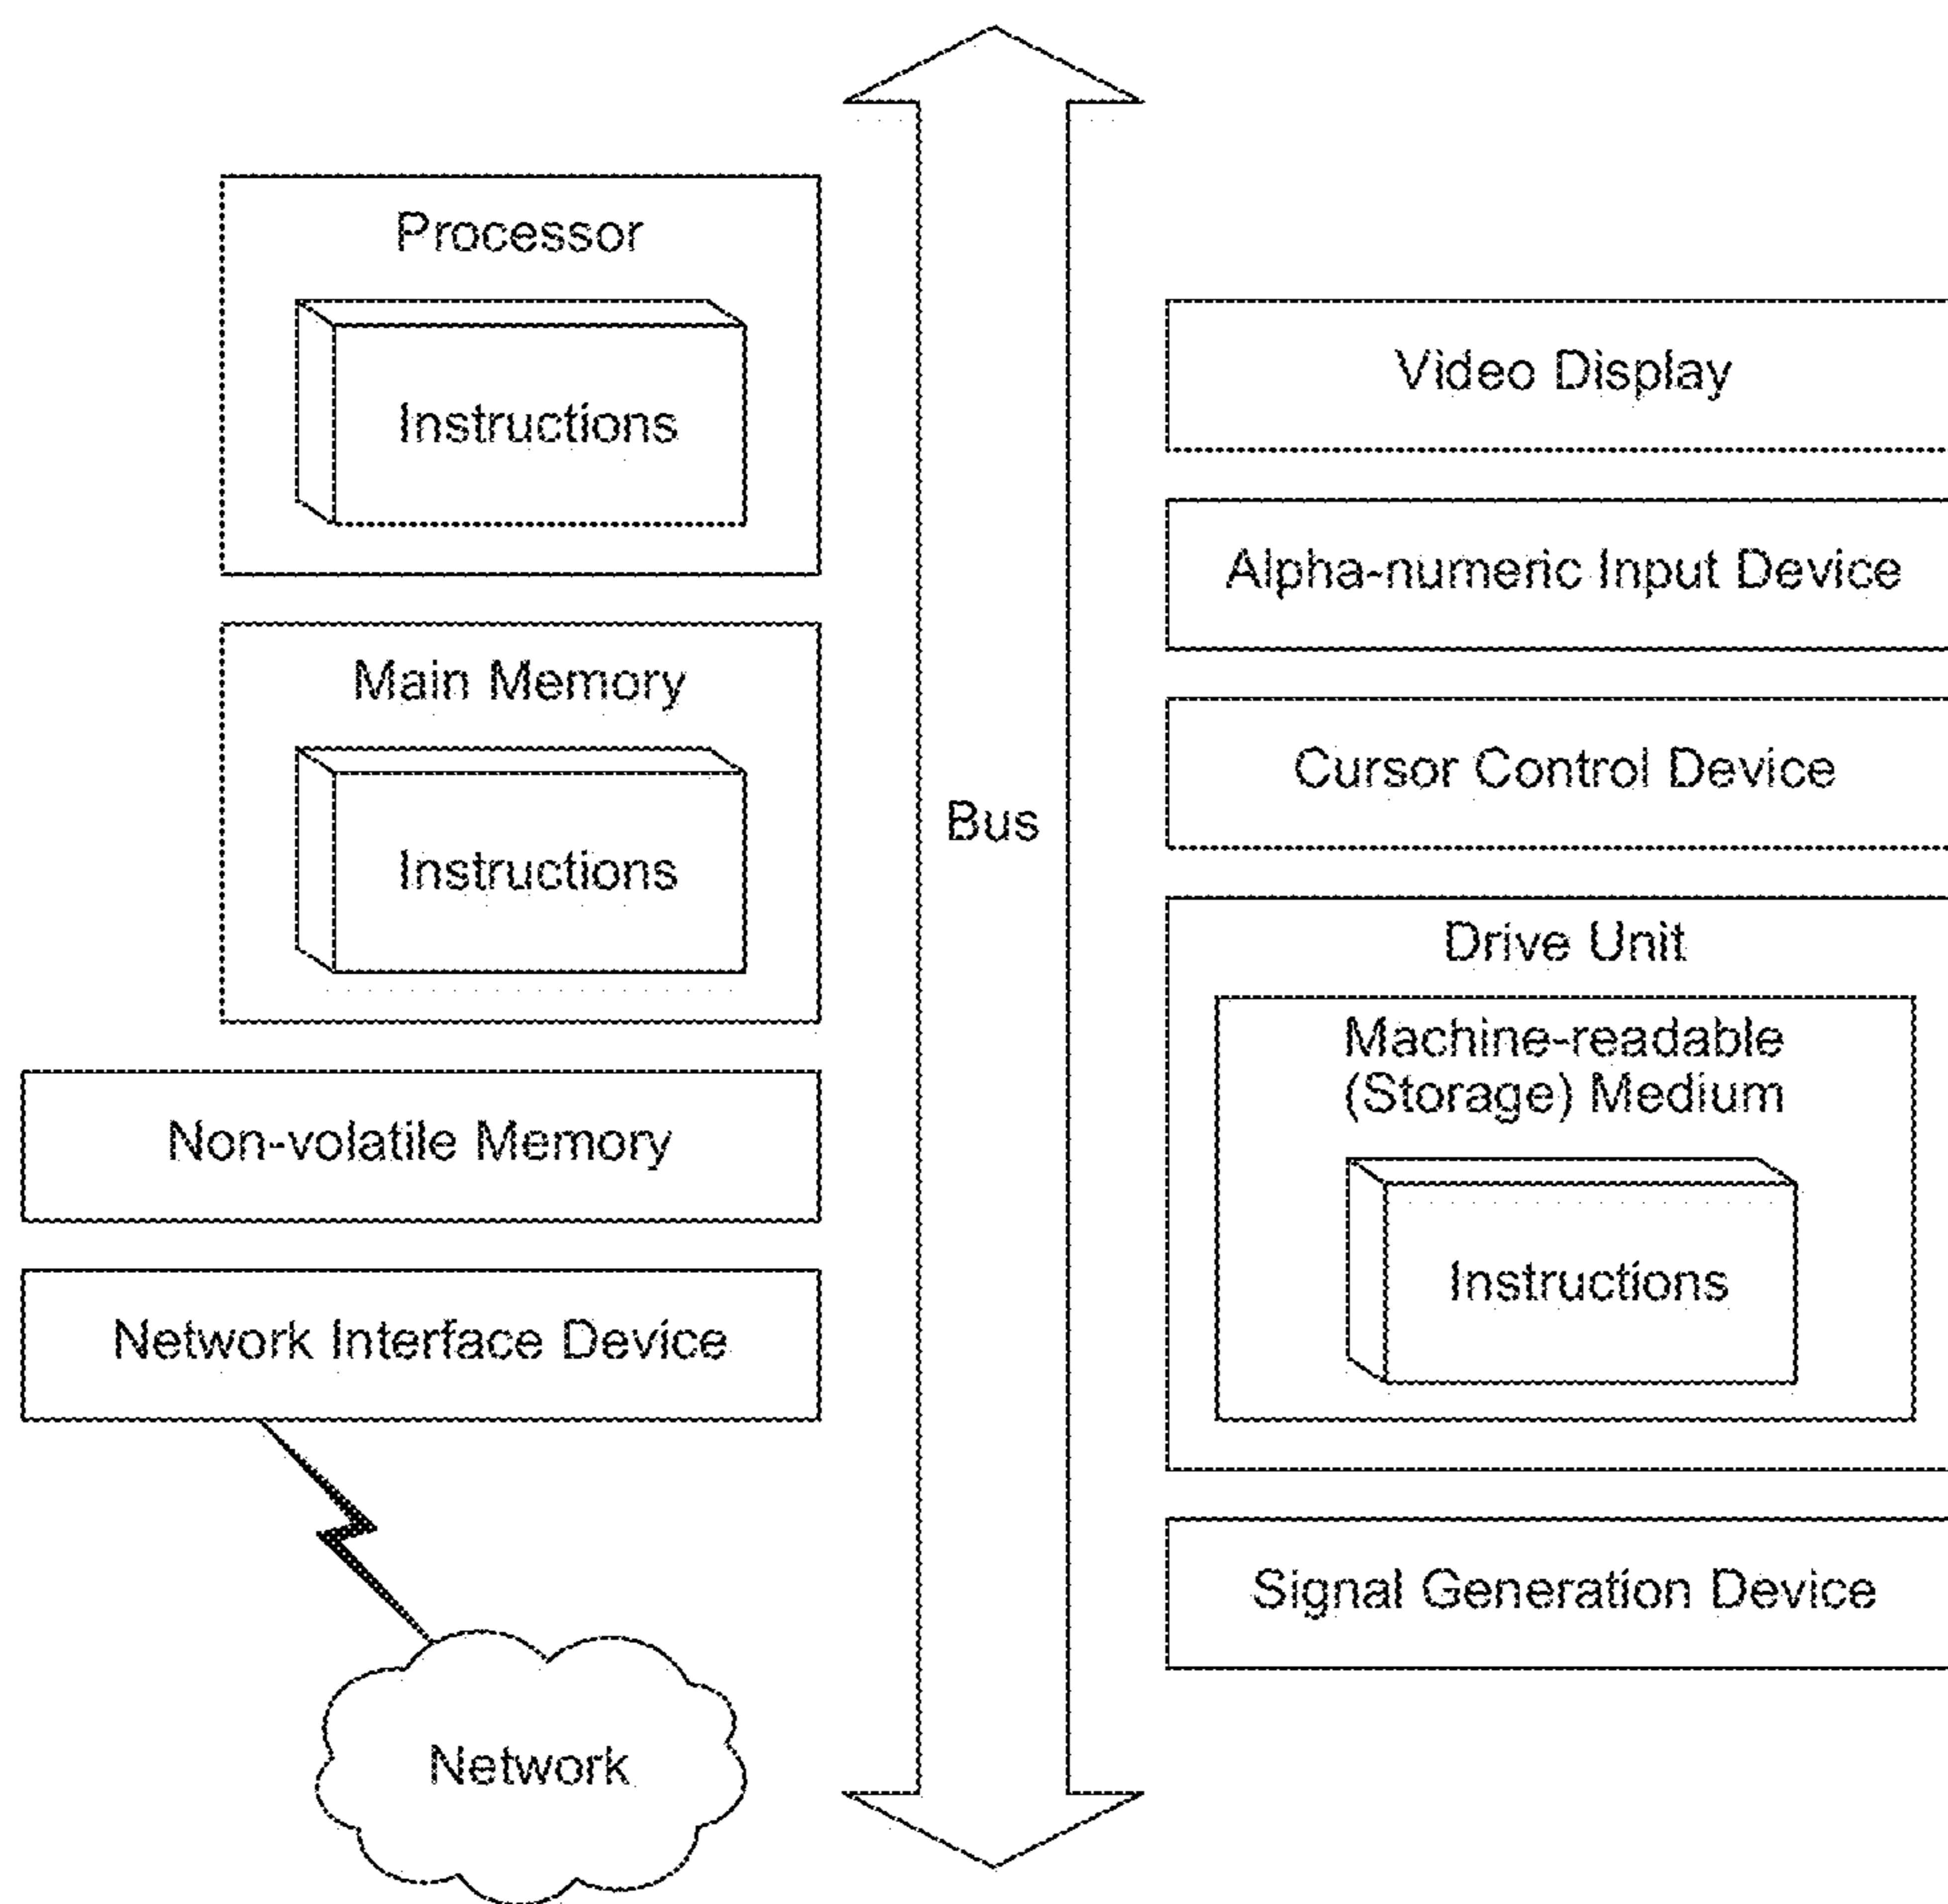 Processor
Instructions
Main Memory
Instructions
Non-volatile Memory
Network Interface Device
Network
Bus
Video Display
Alpha-numeric Input Device
Cursor Control Device
Drive Unit
Machine-readable
(Storage) Medium
Instructions
Signal Generation Device